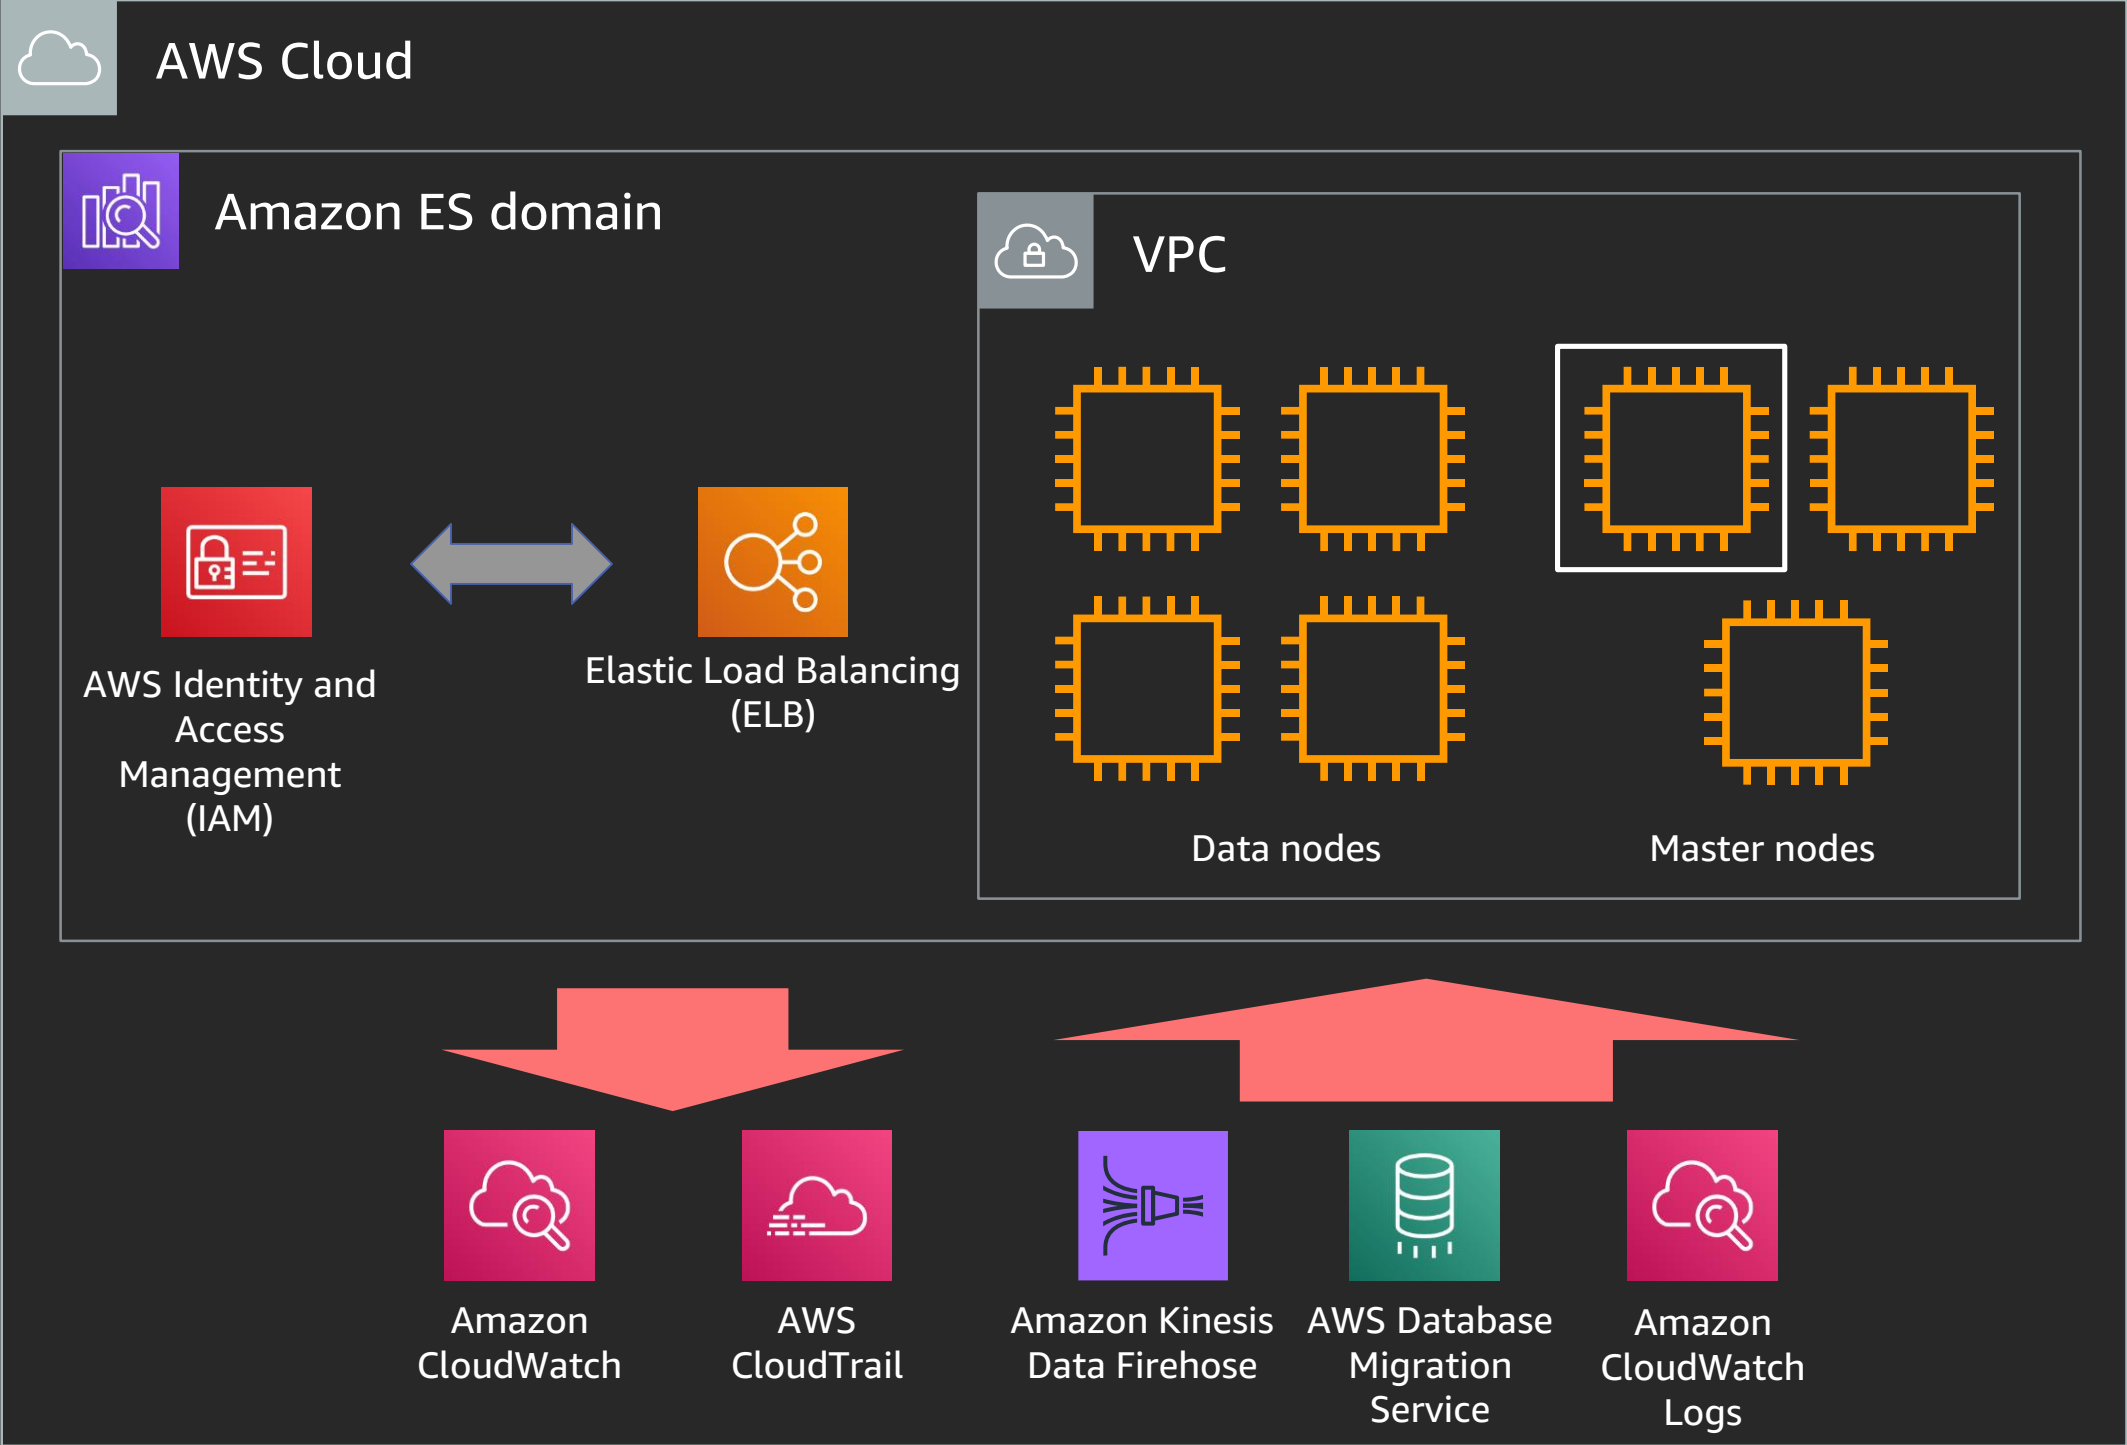 AWS Cloud
Amazon ES domain
VPC
AWS Identity and
Access
Management
(IAM)
Elastic Load Balancing
(ELB)
Data nodes
Master nodes
Amazon
CloudWatch
AWS
CloudTrail
Amazon Kinesis
Data Firehose
AWS Database
Migration
Service
Amazon
CloudWatch
Logs